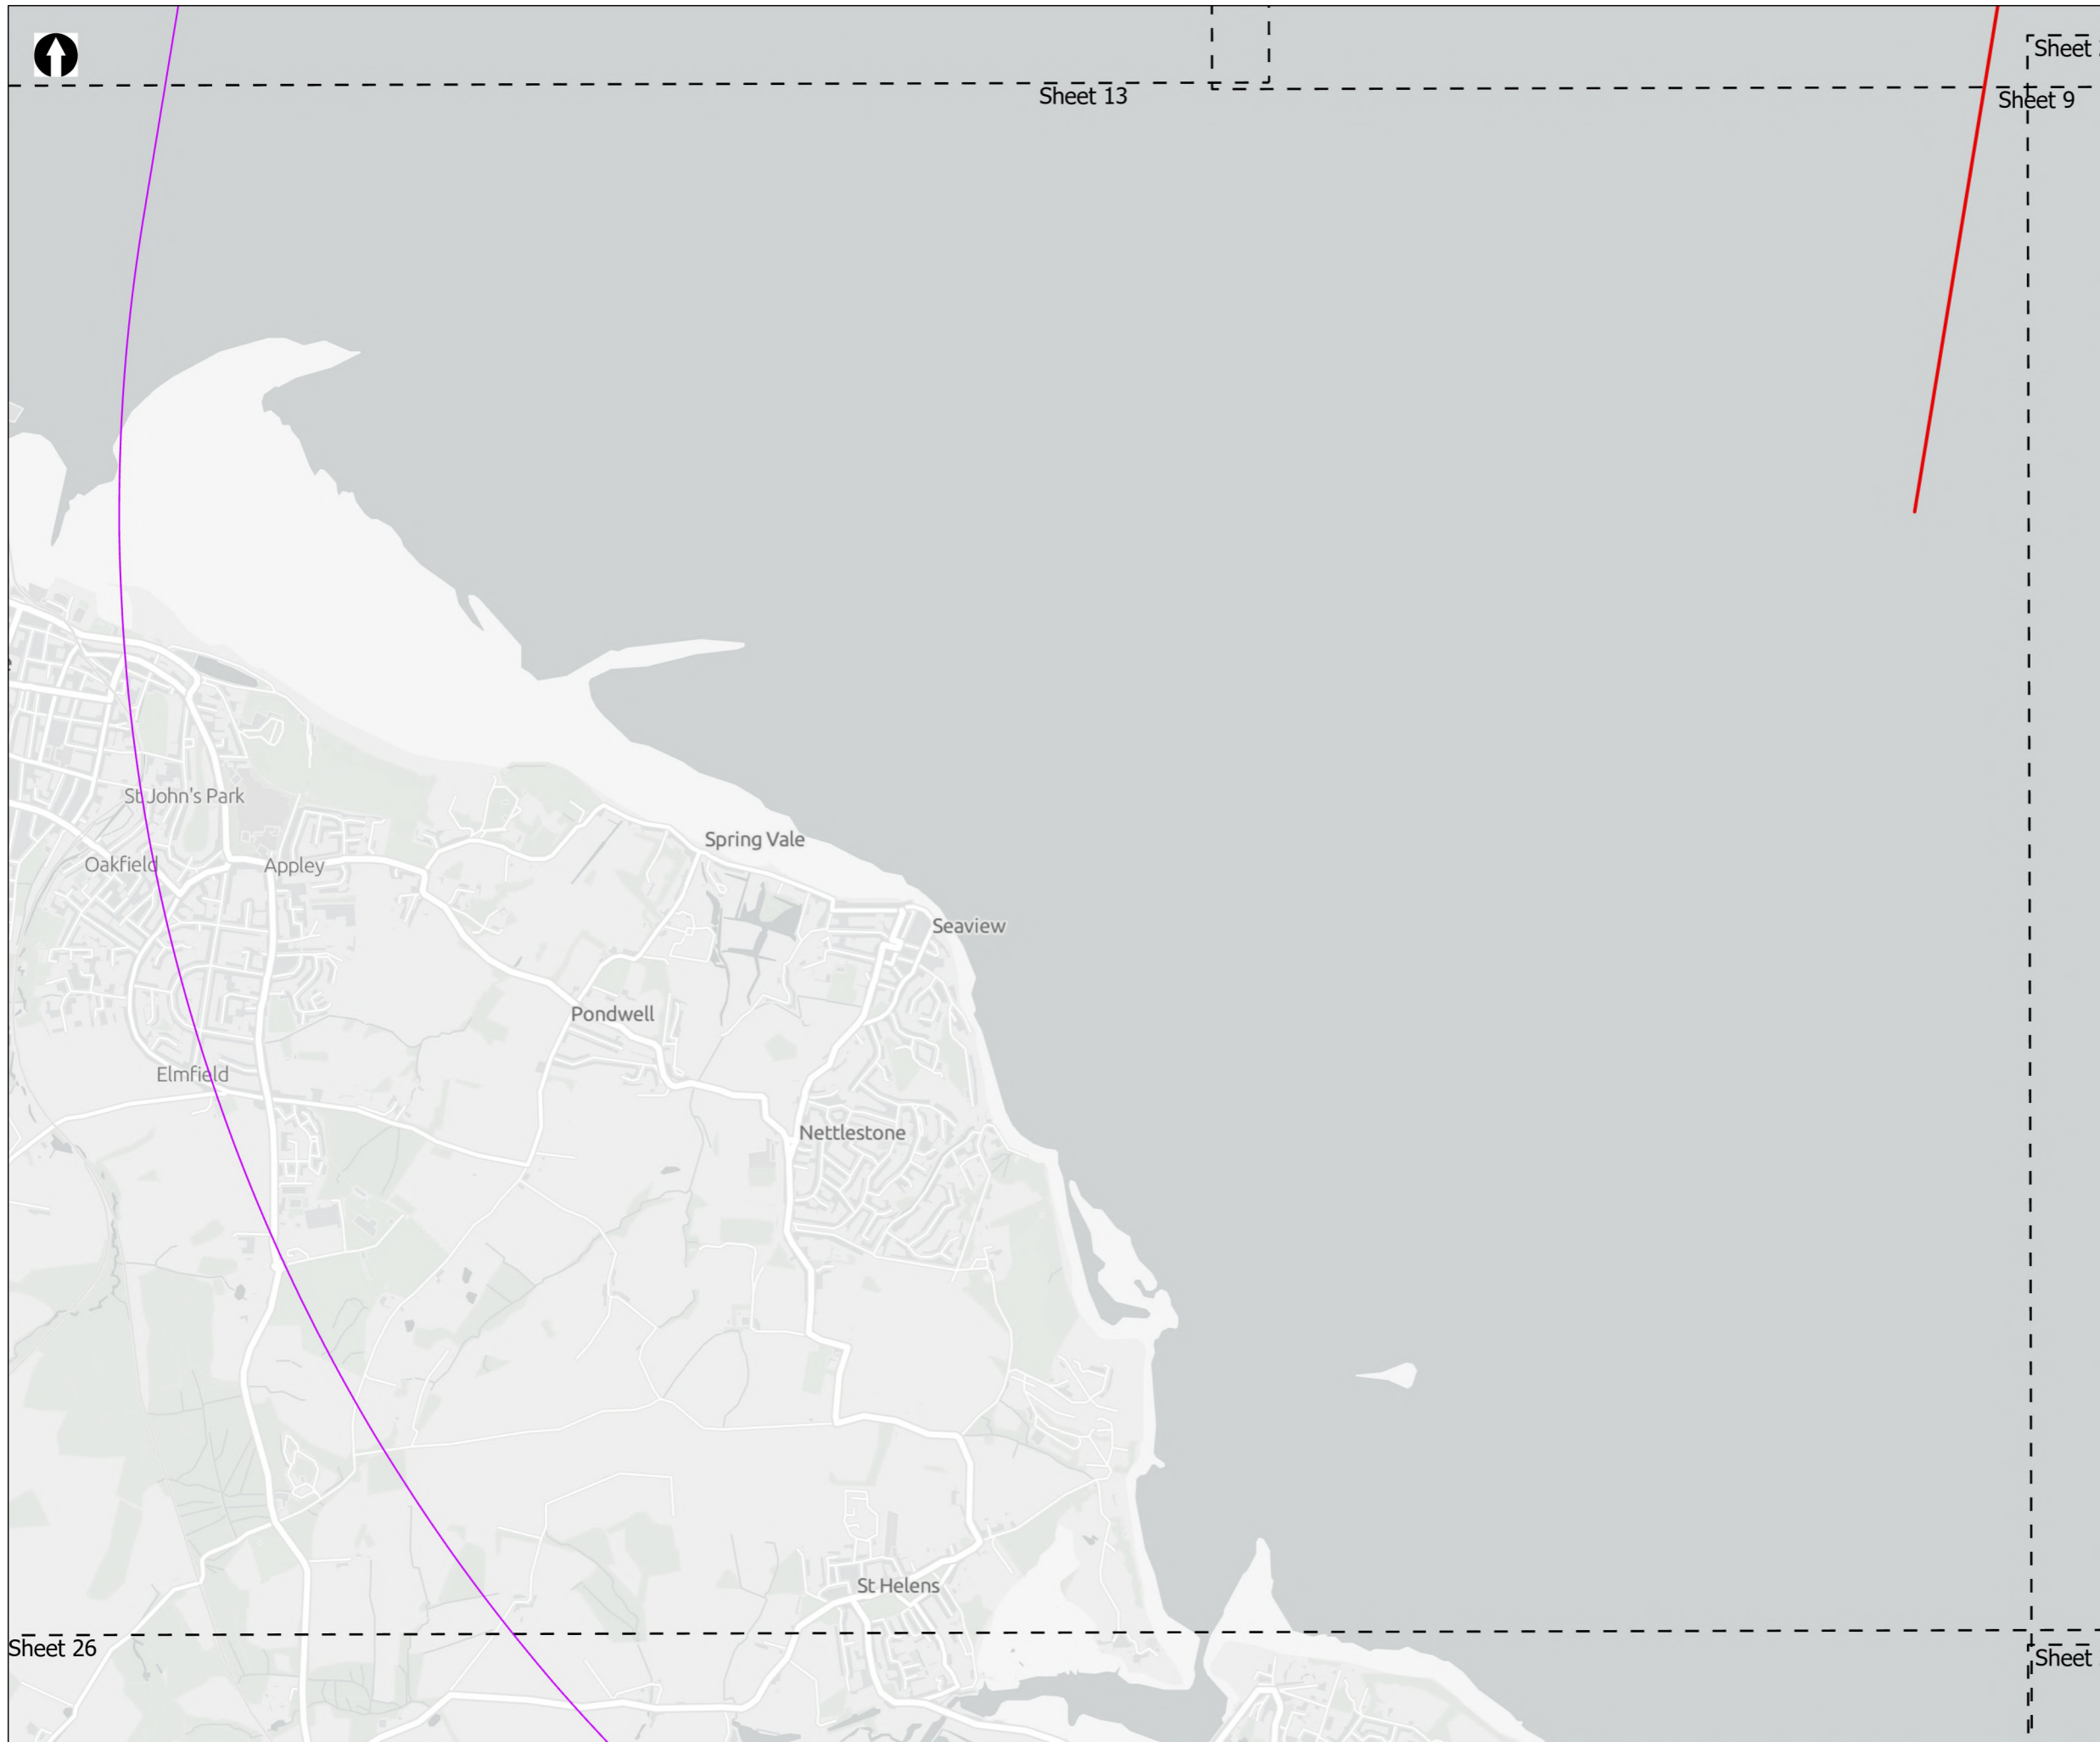 Sheet
Sheet 13
Sheet 9
St John's Park
Spring Vale
Oakfield
Appley
Seaview
Pondwell
Elmfield
Nettlestone
St Helens
Sheet 26
Sheet